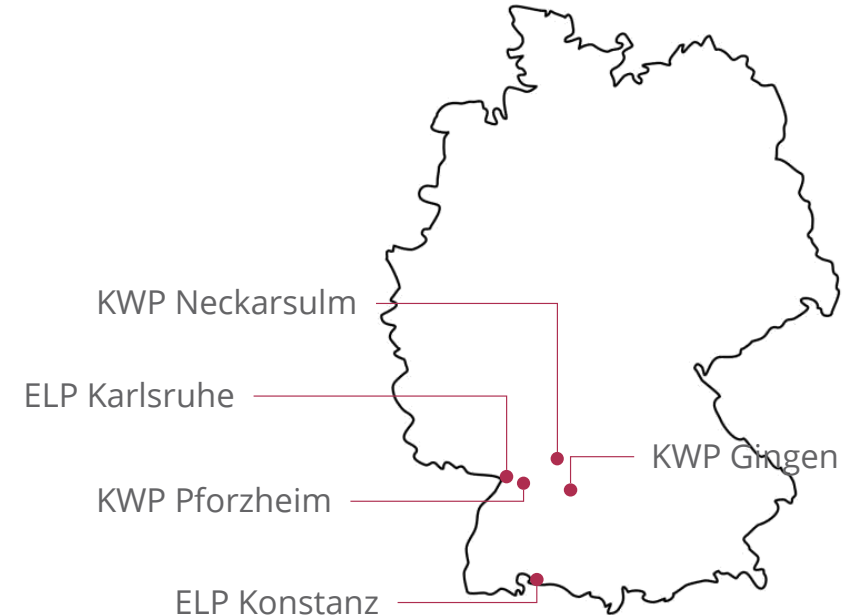 KWP Neckarsulm
ELP Karlsruhe
KWP Gingen
KWP Pforzheim
ELP Konstanz